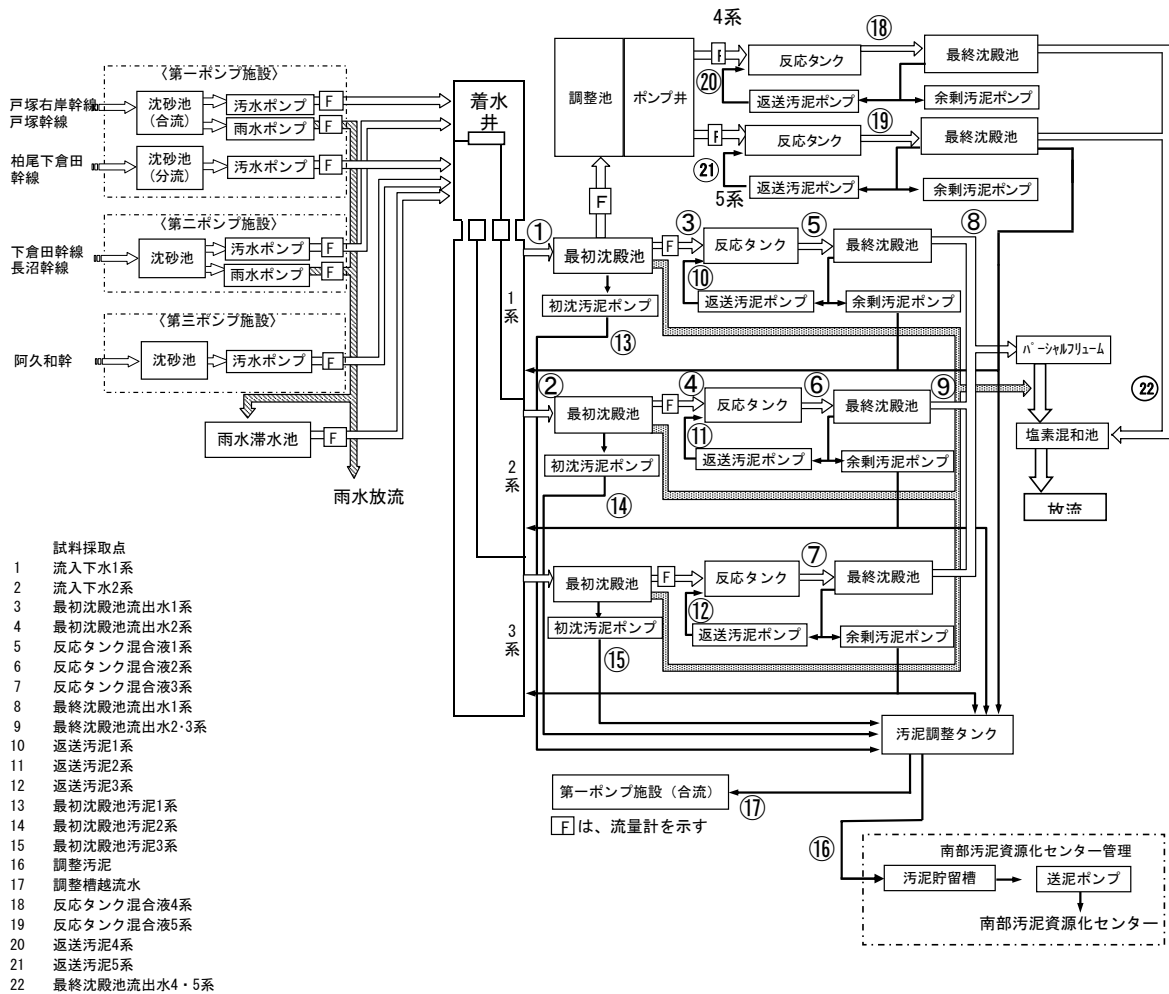 4系
⑱
F
反応タンク
最終沈殿池
⑳
返送汚泥ポンプ
余剰汚泥ポンプ
調整池
ポンプ井
⑲
F
反応タンク
最終沈殿池
㉑
返送汚泥ポンプ
余剰汚泥ポンプ
5系
F
〈第一ポンプ施設〉
戸塚右岸幹線
戸塚幹線
沈砂池
(合流)
汚水ポンプ
F
雨水ポンプ
F
柏尾下倉田
幹線
沈砂池
(分流)
汚水ポンプ
F
〈第二ポンプ施設〉
下倉田幹線
長沼幹線
沈砂池
汚水ポンプ
F
雨水ポンプ
F
〈第三ポンプ施設〉
阿久和幹
沈砂池
汚水ポンプ
F
雨水滞水池
F
雨水放流
着水
井
1系
2系
3系
①
最初沈殿池
F
③
反応タンク
⑤
最終沈殿池
⑧
⑩
返送汚泥ポンプ
余剰汚泥ポンプ
初沈汚泥ポンプ
⑬
②
最初沈殿池
F
④
反応タンク
⑥
最終沈殿池
⑨
⑪
返送汚泥ポンプ
余剰汚泥ポンプ
初沈汚泥ポンプ
⑭
最初沈殿池
F
反応タンク
⑦
最終沈殿池
⑫
返送汚泥ポンプ
余剰汚泥ポンプ
初沈汚泥ポンプ
⑮
パーシャルフリューム
㉒
塩素混和池
放流
汚泥調整タンク
第一ポンプ施設（合流）
⑰
Fは、流量計を示す
⑯
南部汚泥資源化センター管理
汚泥貯留槽
送泥ポンプ
南部汚泥資源化センター
試料採取点
1 流入下水1系
2 流入下水2系
3 最初沈殿池流出水1系
4 最初沈殿池流出水2系
5 反応タンク混合液1系
6 反応タンク混合液2系
7 反応タンク混合液3系
8 最終沈殿池流出水1系
9 最終沈殿池流出水2・3系
10 返送汚泥1系
11 返送汚泥2系
12 返送汚泥3系
13 最初沈殿池汚泥1系
14 最初沈殿池汚泥2系
15 最初沈殿池汚泥3系
16 調整汚泥
17 調整槽越流水
18 反応タンク混合液4系
19 反応タンク混合液5系
20 返送汚泥4系
21 返送汚泥5系
22 最終沈殿池流出水4・5系